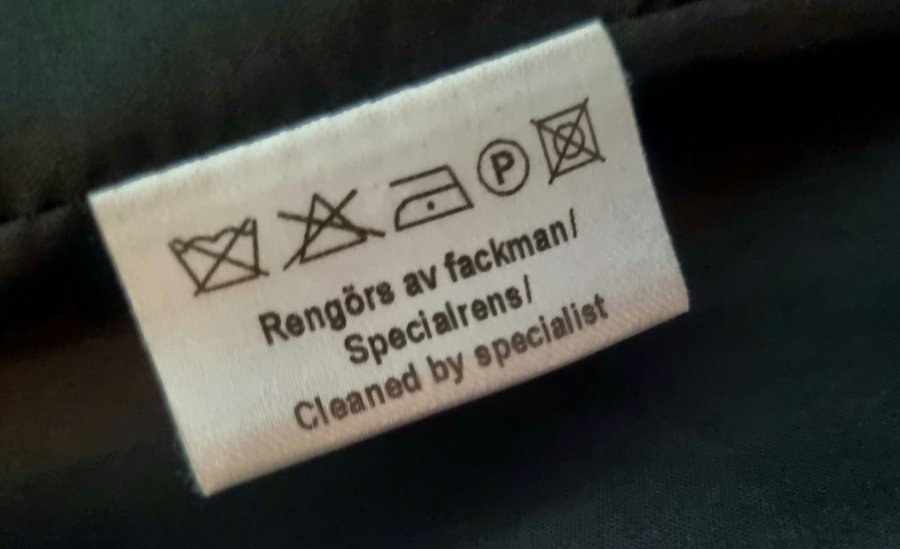 P
Rengörs av fackman/
Specialrens/
Cleaned by specialist